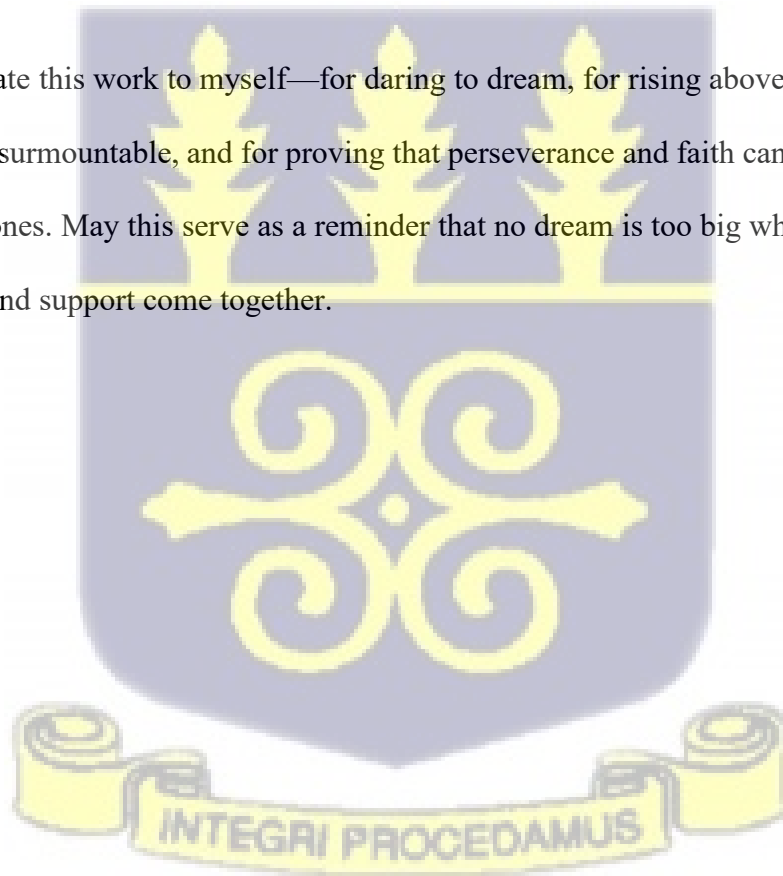 ate this work to myself—for daring to dream, for rising above
surmountable, and for proving that perseverance and faith can
ones. May this serve as a reminder that no dream is too big wh
nd support come together.
INTEGRI PROCEDAMUS